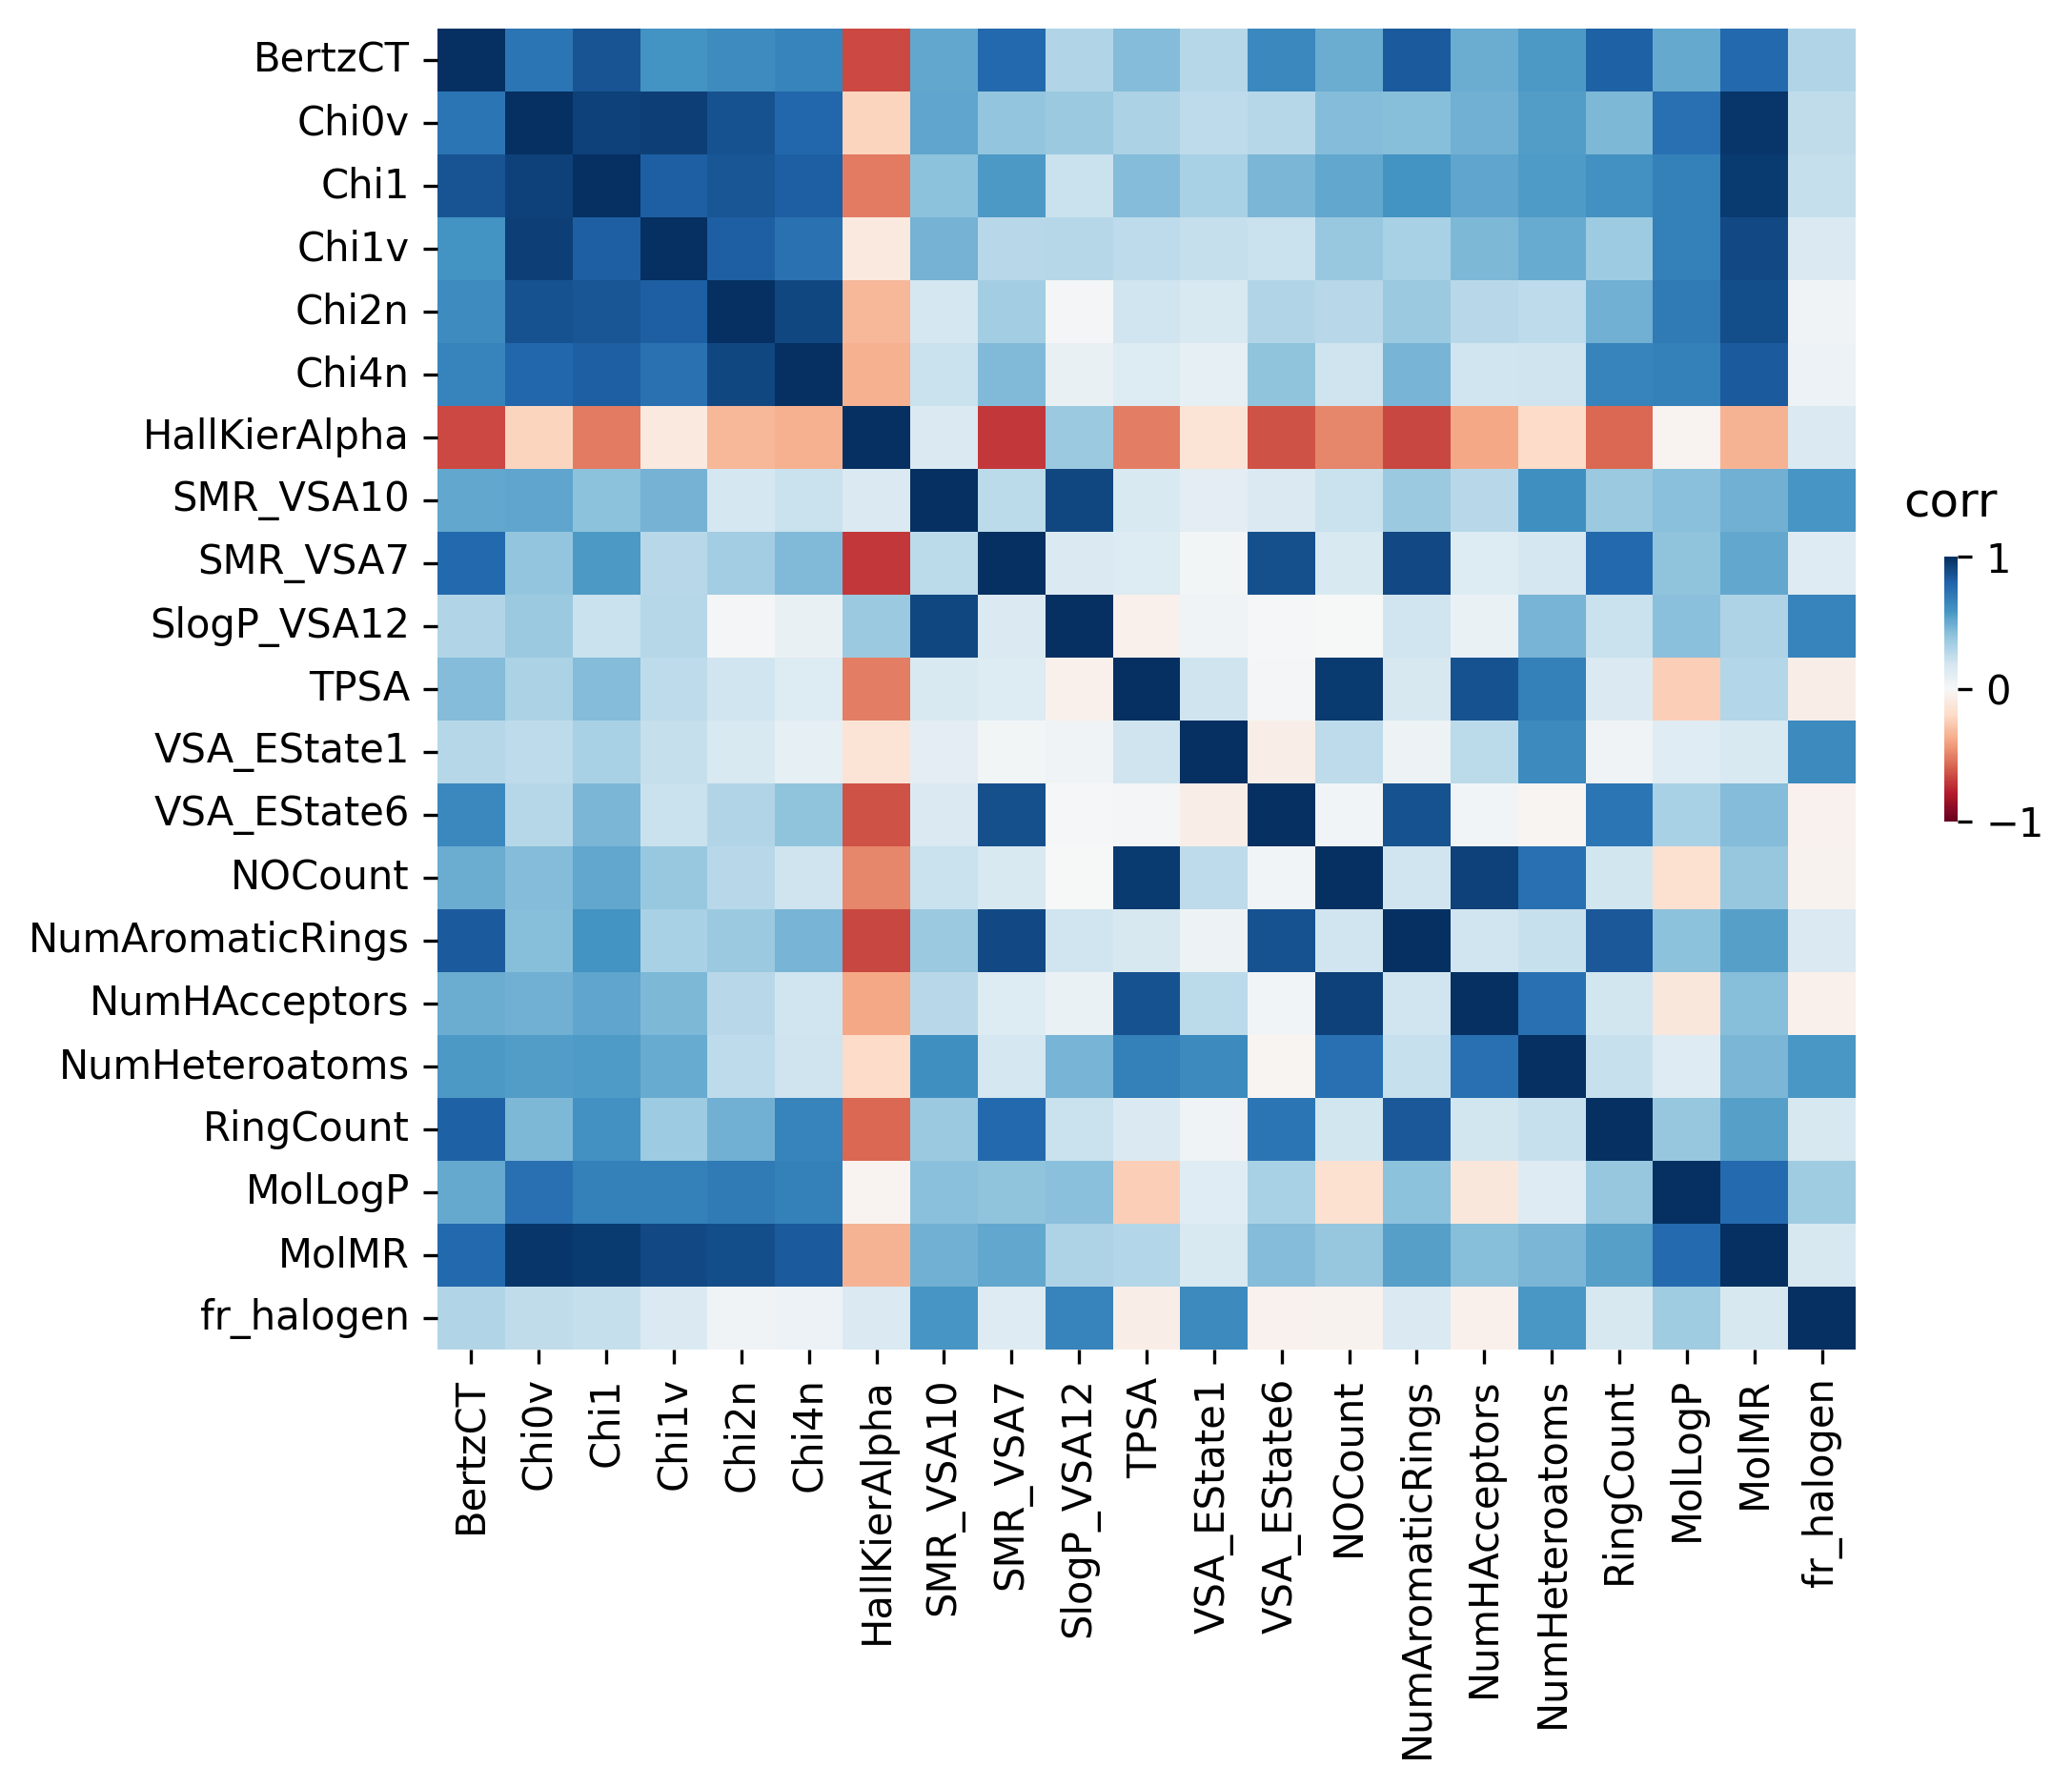 BertzCT
Chi0v
Chi1
Chi1v
Chi2n
Chi4n
HallKierAlpha
SMR_VSA10
SMR_VSA7
SlogP_VSA12
TPSA
VSA_EState1
VSA_EState6
NOCount
NumAromaticRings
NumHAcceptors
NumHeteroatoms
RingCount
MolLogP
MolMR
fr_halogen
BertzCT
Chi0v
Chi1
Chi1v
Chi2n
Chi4n
HallKierAlpha
SMR_VSA10
SMR_VSA7
SlogP_VSA12
TPSA
VSA_EState1
VSA_EState6
NOCount
NumAromaticRings
NumHAcceptors
NumHeteroatoms
RingCount
MolLogP
MolMR
fr_halogen
corr
1
0
−1